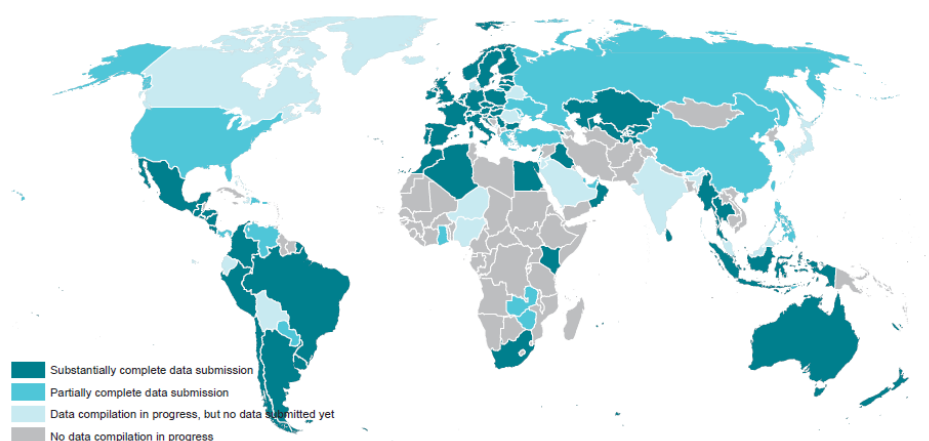 Substantially complete data submission
Partially complete data submission
Data compilation in progress, but no data submitted yet
No data compilation in progress